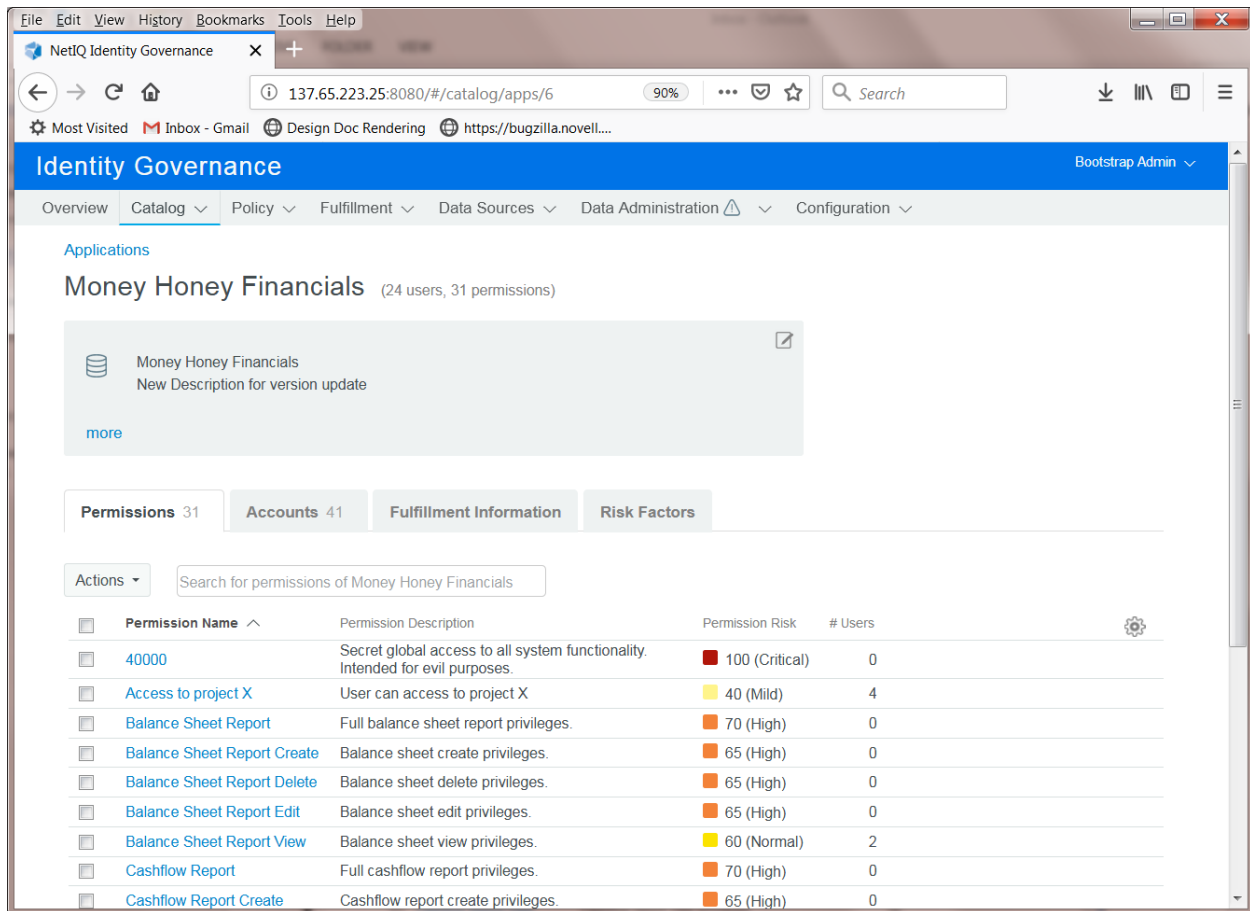 File Edit View History Bookmarks Tools Help
NetIQ Identity Governance
137.65.223.25:8080/#/catalog/apps/6 90% Search
Most Visited Inbox - Gmail Design Doc Rendering https://bugzilla.novell....
Identity Governance Bootstrap Admin
Overview Catalog Policy Fulfillment Data Sources Data Administration Configuration
Applications
Money Honey Financials (24 users, 31 permissions)
Money Honey Financials
New Description for version update
more
Permissions 31 Accounts 41 Fulfillment Information Risk Factors
Actions Search for permissions of Money Honey Financials
Permission Name Permission Description Permission Risk # Users
40000 Secret global access to all system functionality. Intended for evil purposes. 100 (Critical) 0
Access to project X User can access to project X 40 (Mild) 4
Balance Sheet Report Full balance sheet report privileges. 70 (High) 0
Balance Sheet Report Create Balance sheet create privileges. 65 (High) 0
Balance Sheet Report Delete Balance sheet delete privileges. 65 (High) 0
Balance Sheet Report Edit Balance sheet edit privileges. 65 (High) 0
Balance Sheet Report View Balance sheet view privileges. 60 (Normal) 2
Cashflow Report Full cashflow report privileges. 70 (High) 0
Cashflow Report Create Cashflow report create privileges. 65 (High) 0